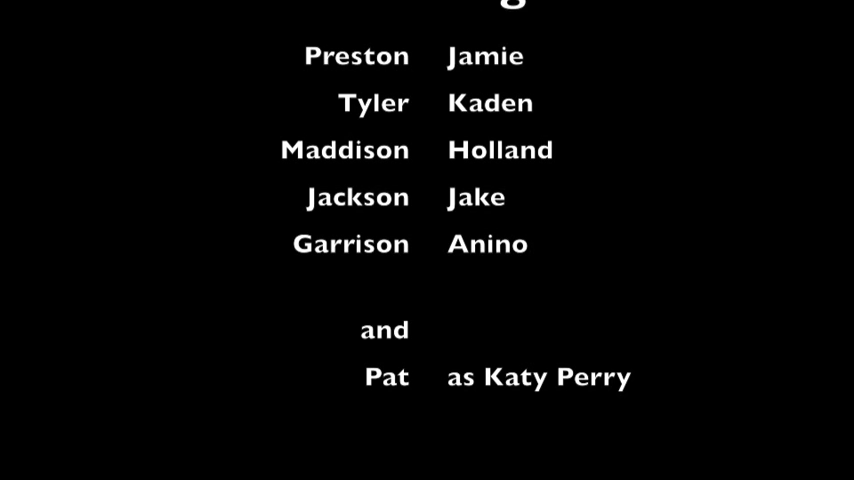 Preston Jamie
Tyler Kaden
Maddison Holland
Jackson Jake
Garrison Anino
and
Pat as Katy Perry